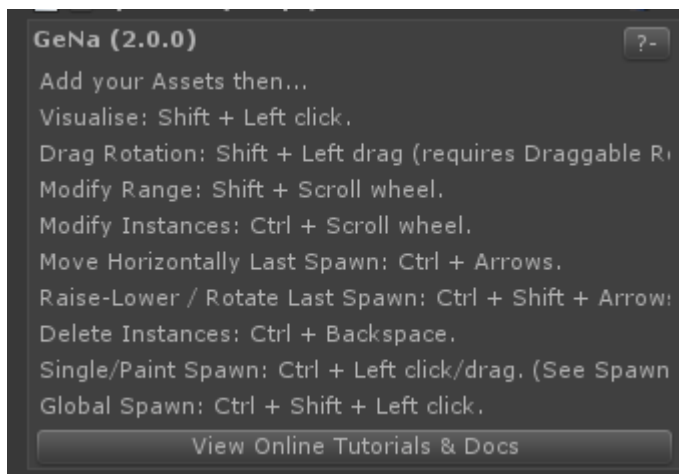 GeNa (2.0.0)
?-
Add your Assets then...
Visualise: Shift + Left click.
Drag Rotation: Shift + Left drag (requires Draggable
Modify Range: Shift + Scroll wheel.
Modify Instances: Ctrl + Scroll wheel.
Move Horizontally Last Spawn: Ctrl + Arrows.
Raise-Lower / Rotate Last Spawn: Ctrl + Shift + Arrow
Delete Instances: Ctrl + Backspace.
Single/Paint Spawn: Ctrl + Left click/drag. (See Spawn
Global Spawn: Ctrl + Shift + Left click.
View Online Tutorials & Docs